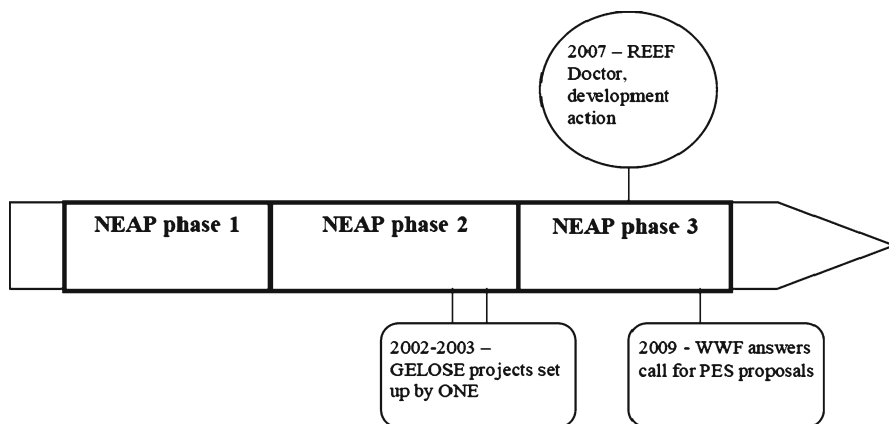 2007 – REEF
Doctor,
development
action
NEAP phase 1
NEAP phase 2
NEAP phase 3
2002-2003 –
GELOSE projects set
up by ONE
2009 - WWF answers
call for PES proposals